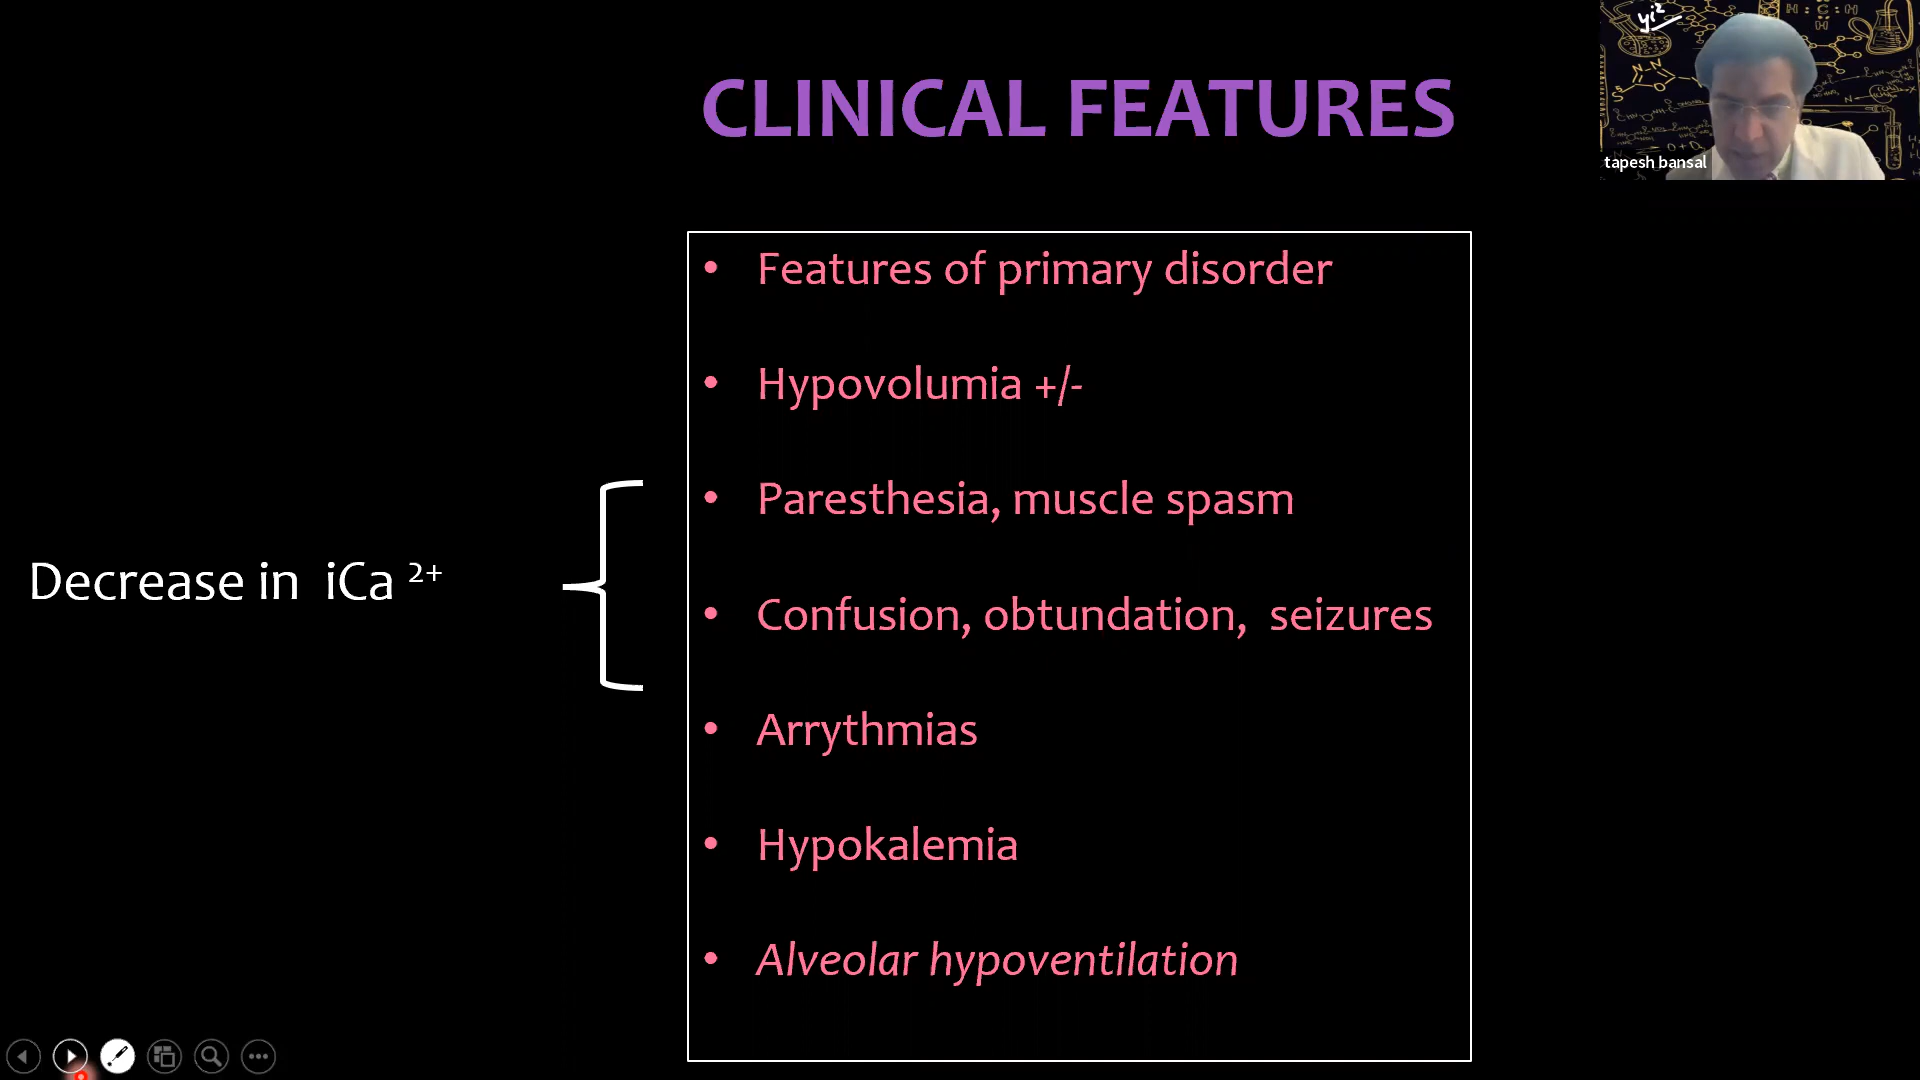 yi²
CLINICAL FEATURES
tapesh bansal
• Features of primary disorder
• Hypovolumia +/-
• Paresthesia, muscle spasm
Decrease in iCa ²⁺
• Confusion, obtundation, seizures
• Arrythmias
• Hypokalemia
• Alveolar hypoventilation